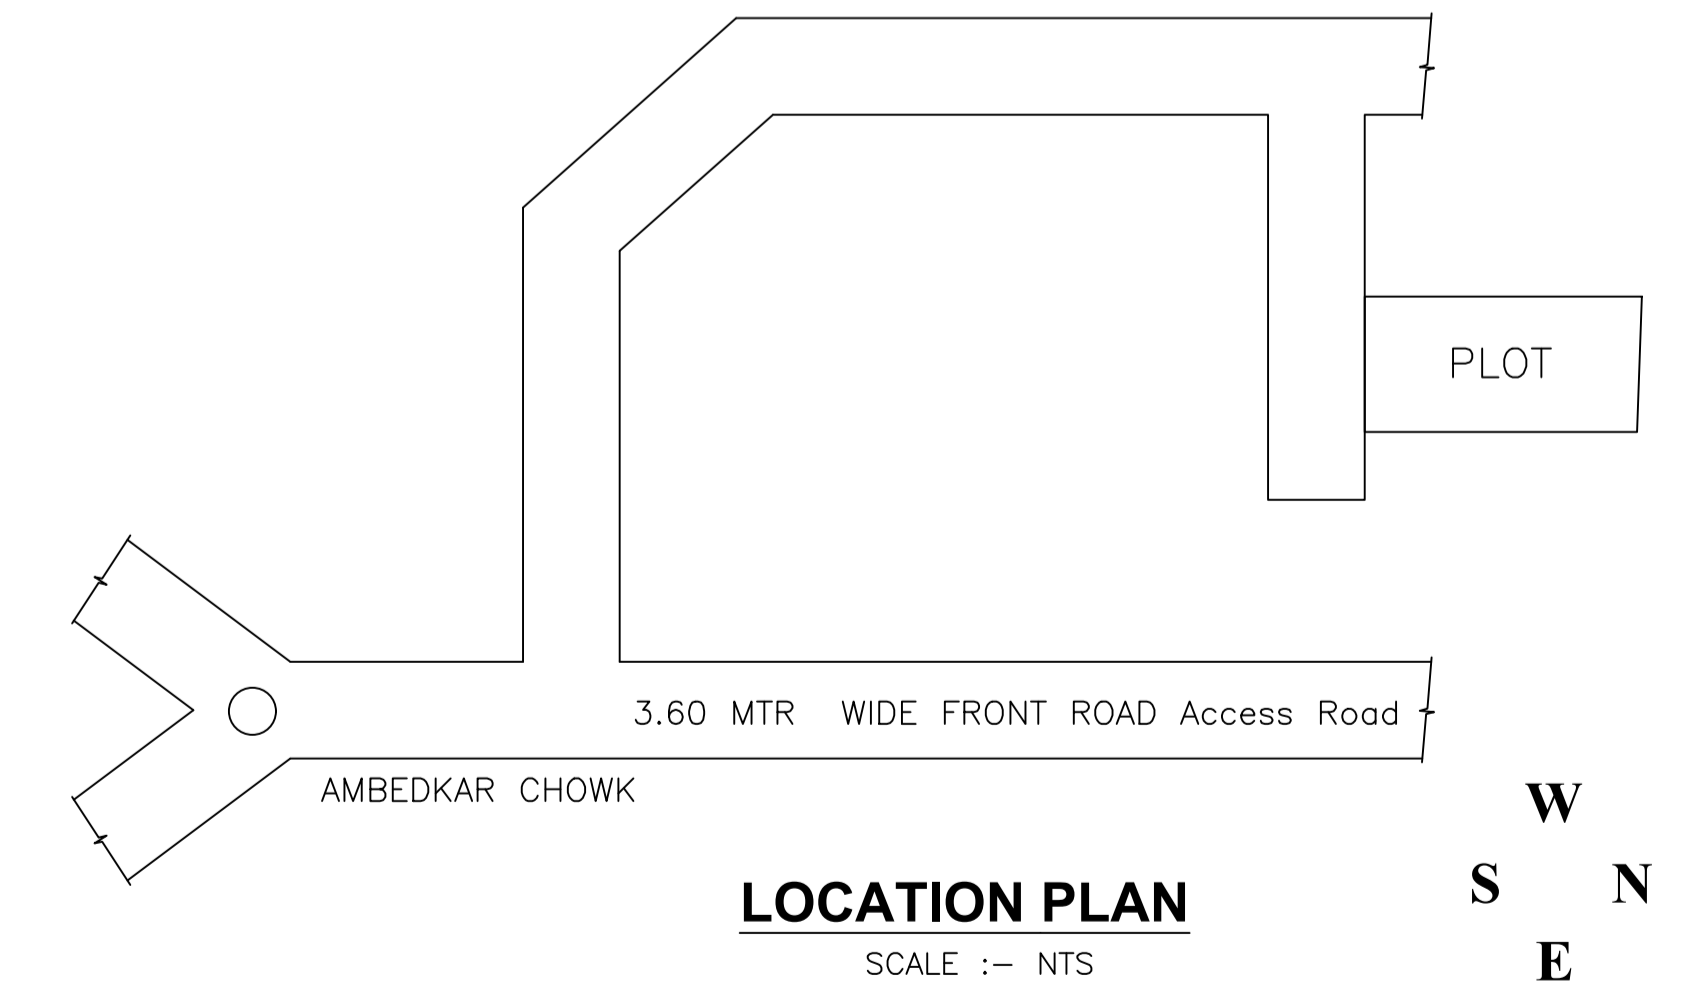 PLOT
3.60 MTR WIDE FRONT ROAD Access Road
AMBEDKAR CHOWK
W
S N
E
LOCATION PLAN
SCALE :- NTS